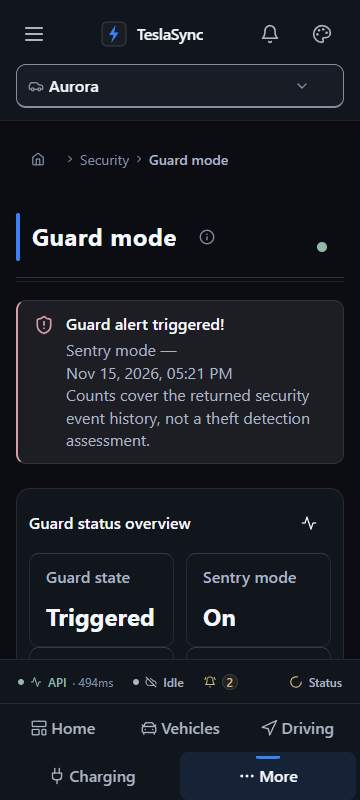 TeslaSync
Aurora
Security
Guard mode
Guard mode
Guard alert triggered!
Sentry mode —
Nov 15, 2026, 05:21 PM
Counts cover the returned security
event history, not a theft detection
assessment.
Guard status overview
Guard state
Sentry mode
Triggered
On
API · 494ms
Idle
2
Status
Home
Vehicles
Driving
Charging
More